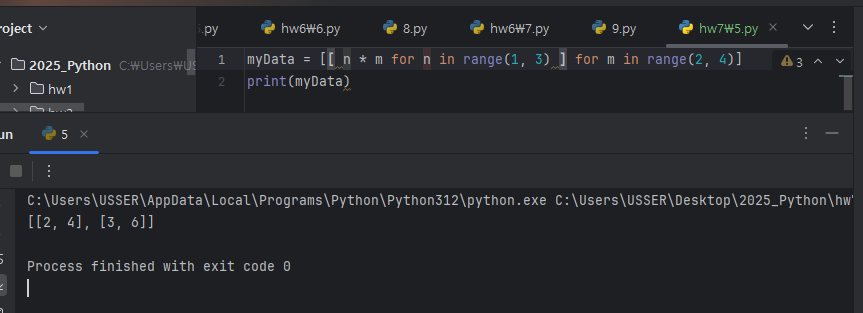 roject
hw6₩6.py
8.py
hw6₩7.py
9.py
hw7₩5.py
2025_Python C:₩Users₩US
hw1
1 myData = [[ n * m for n in range(1, 3) ] for m in range(2, 4)]
3
2 print(myData)
un
5
C:\Users\USSER\AppData\Local\Programs\Python\Python312\python.exe C:\Users\USSER\Desktop\2025_Python\hw
[[2, 4], [3, 6]]
Process finished with exit code 0